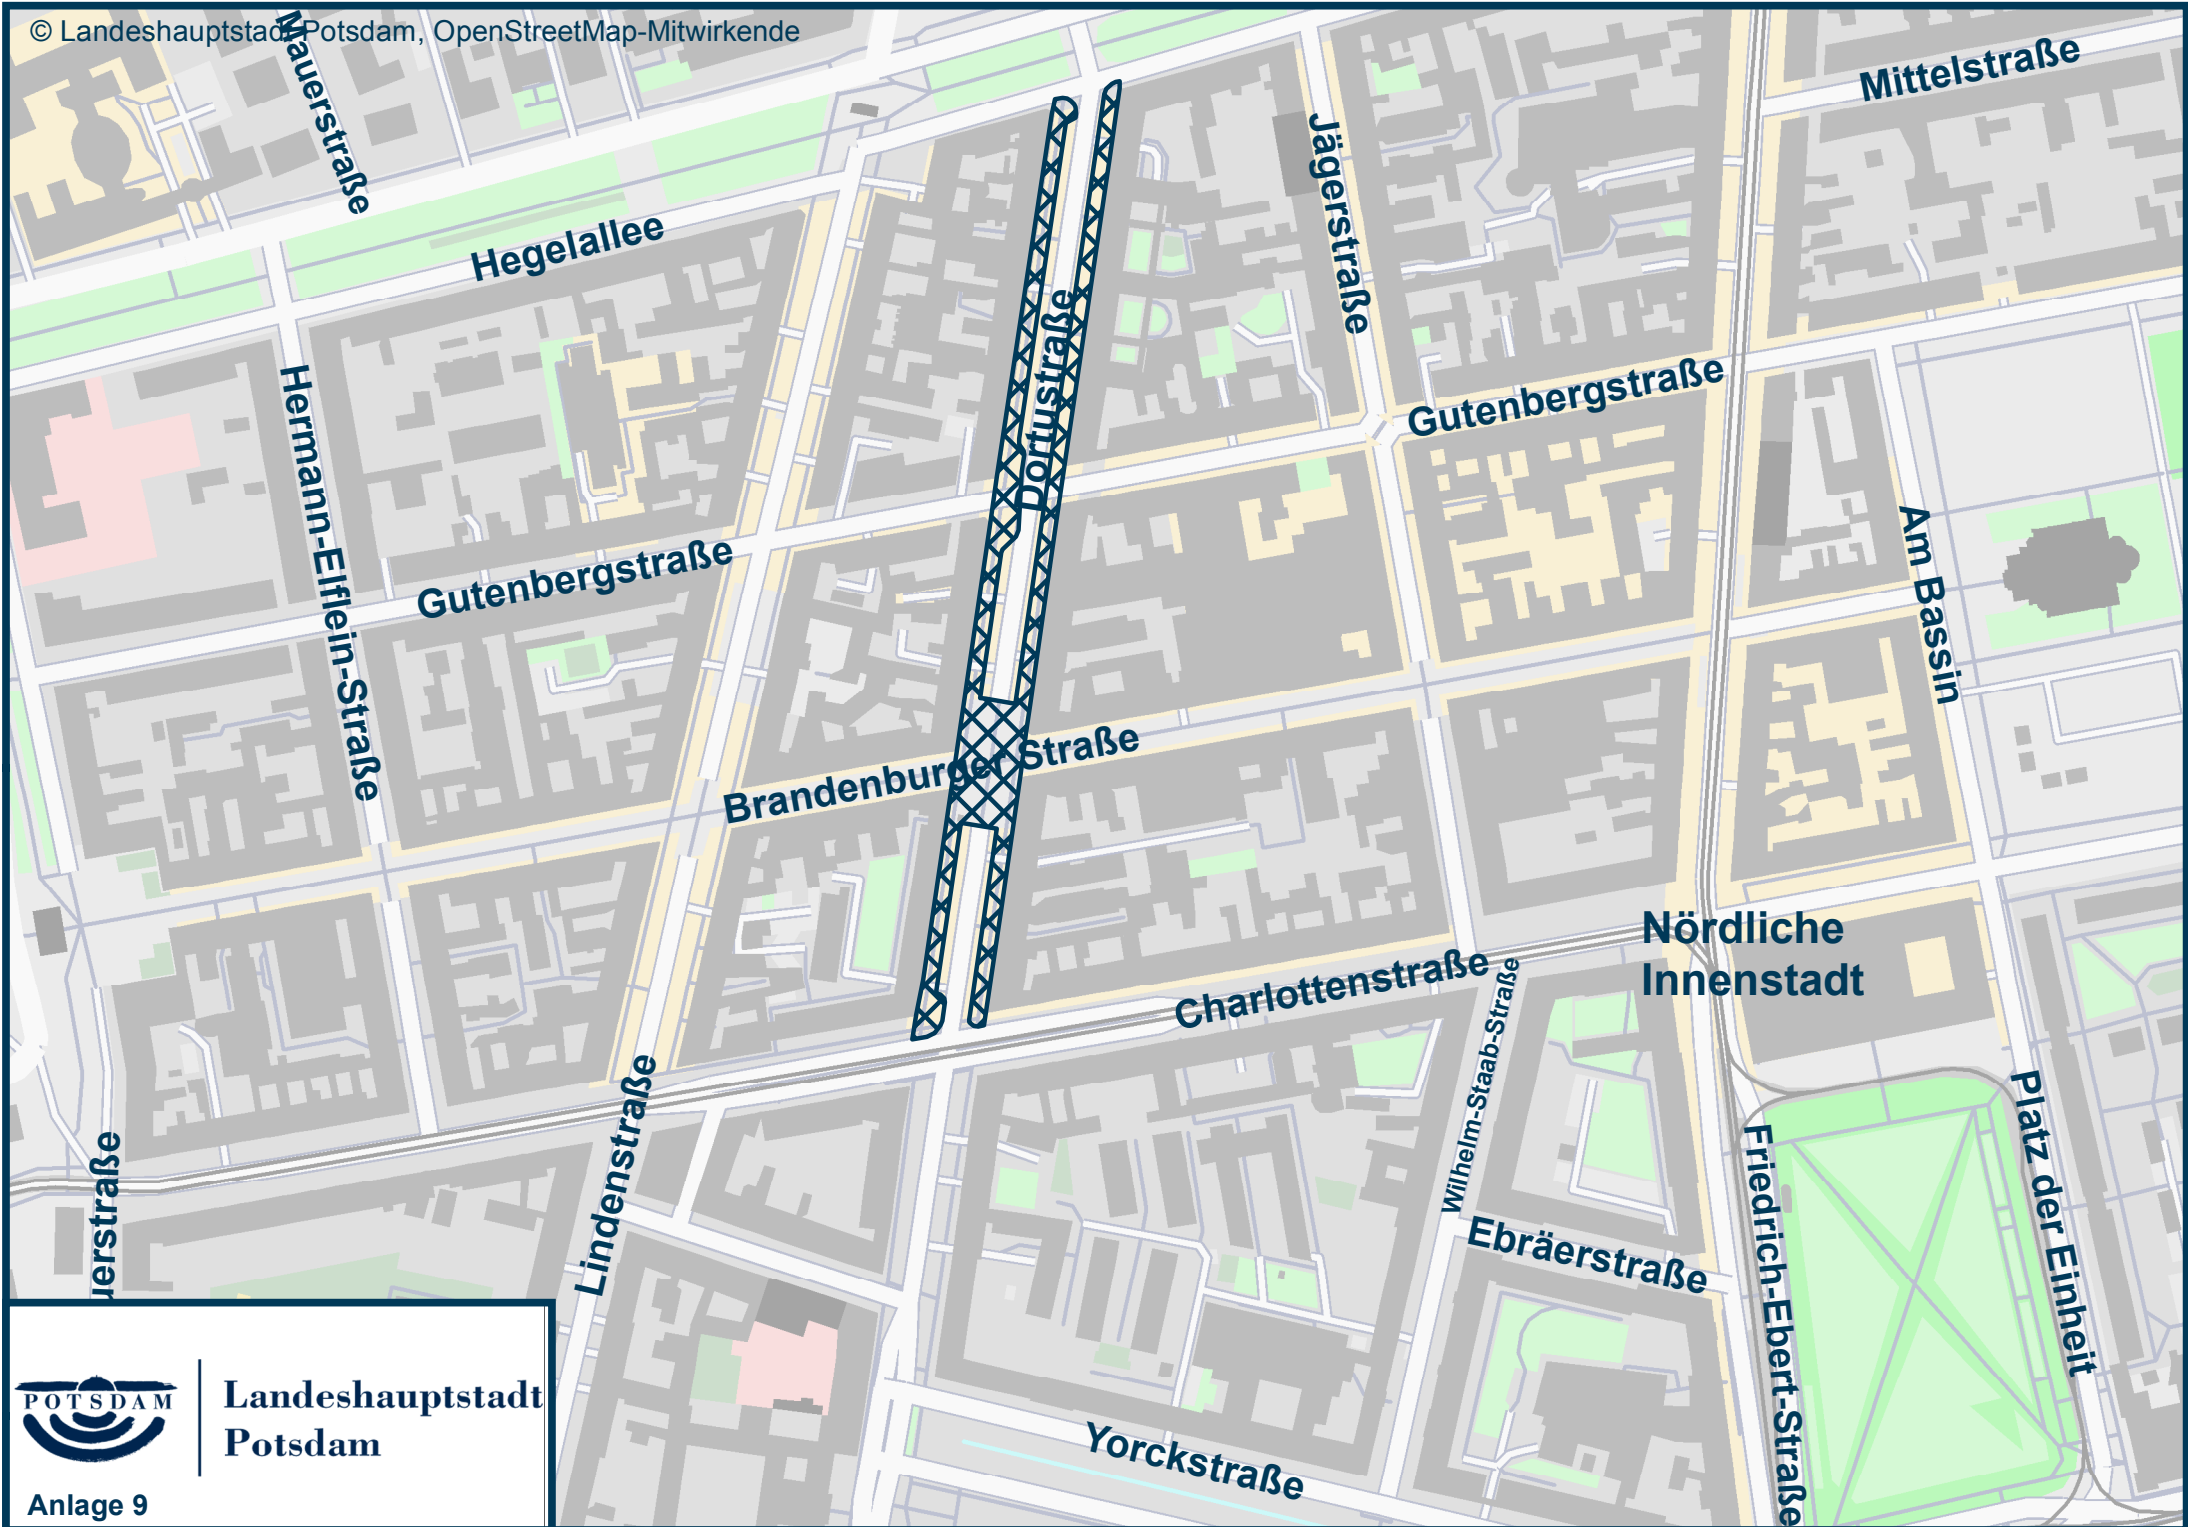 © Landeshauptstadt Potsdam, OpenStreetMap-Mitwirkende
Mauerstraße
Mittelstraße
Jägerstraße
Hegelallee
Dortustraße
Hermann-Elflein-Straße
Gutenbergstraße
Gutenbergstraße
Am Bassin
Brandenburger Straße
Nördliche
Innenstadt
Charlottenstraße
Wilhelm-Staab-Straße
Lindenstraße
uerstraße
Platz der Einheit
Friedrich-Ebert-Straße
Ebräerstraße
Yorckstraße
POTSDAM
Landeshauptstadt
Potsdam
Anlage 9